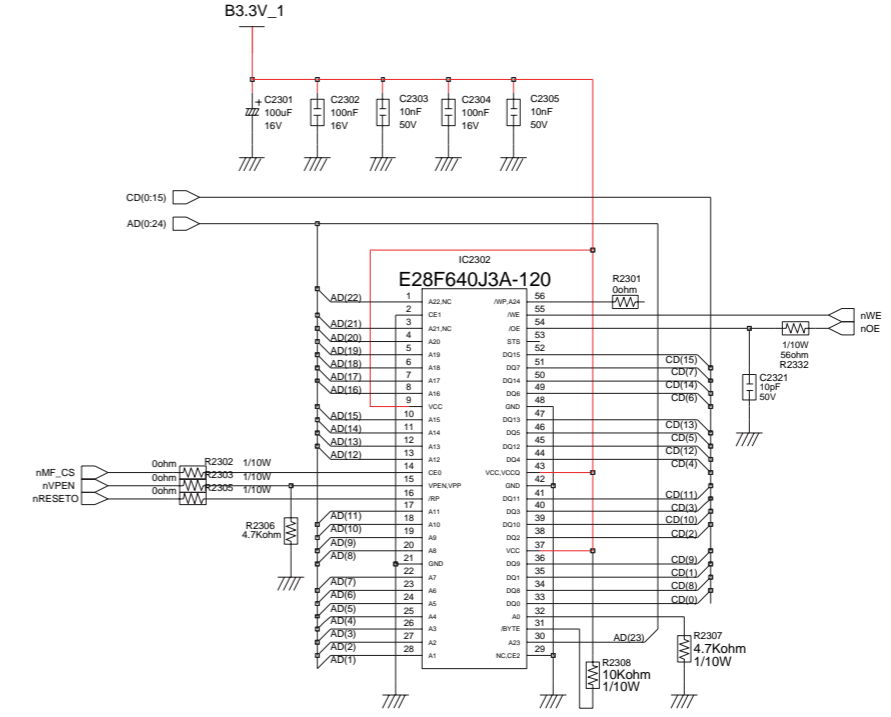 B3.3V_1
+ C2301
100uF
16V
C2302
100nF
16V
C2303
10nF
50V
C2304
100nF
16V
C2305
10nF
50V
CD(0:15)
AD(0:24)
IC2302
E28F640J3A-120
R2301
0ohm
nWE
nOE
1/10W
56ohm
R2332
C2321
10pF
50V
AD(22) 1 A22,NC
2 CE1
AD(21) 3 A21,NC
AD(20) 4 A20
AD(19) 5 A19
AD(18) 6 A18
AD(17) 7 A17
AD(16) 8 A16
9 VCC
AD(15) 10 A15
AD(14) 11 A14
AD(13) 12 A13
AD(12) 13 A12
14 CE0
15 VPEN,VPP
16 /RP
AD(11) 17 A11
AD(10) 18 A10
AD(9) 19 A9
AD(8) 20 A8
21 GND
AD(7) 22 A7
AD(6) 23 A6
AD(5) 24 A5
AD(4) 25 A4
AD(3) 26 A3
AD(2) 27 A2
AD(1) 28 A1
/WP,A24 56
/WE 55
/OE 54
STS 53
DQ15 52 CD(15)
DQ7 51 CD(7)
DQ14 50 CD(14)
DQ6 49 CD(6)
GND 48
DQ13 47 CD(13)
DQ5 46 CD(5)
DQ12 45 CD(12)
DQ4 44 CD(4)
VCC,VCCQ 43
GND 42
DQ11 41 CD(11)
DQ3 40 CD(3)
DQ10 39 CD(10)
DQ2 38 CD(2)
VCC 37
DQ9 36 CD(9)
DQ1 35 CD(1)
DQ8 34 CD(8)
DQ0 33 CD(0)
A0 32
/BYTE 31
A23 30 AD(23)
NC,CE2 29
nMF_CS 0ohm R2302 1/10W
nVPEN 0ohm R2303 1/10W
nRESETO 0ohm R2305 1/10W
R2306
4.7Kohm
R2307
4.7Kohm
1/10W
R2308
10Kohm
1/10W